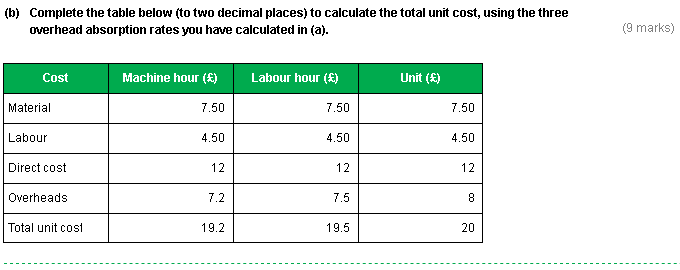 (b) Complete the table below (to two decimal places) to calculate the total unit cost, using the three
overhead absorption rates you have calculated in (a). (9 marks)
Cost Machine hour (£) Labour hour (£) Unit (£)
Material 7.50 7.50 7.50
Labour 4.50 4.50 4.50
Direct cost 12 12 12
Overheads 7.2 7.5 8
Total unit cost 19.2 19.5 20